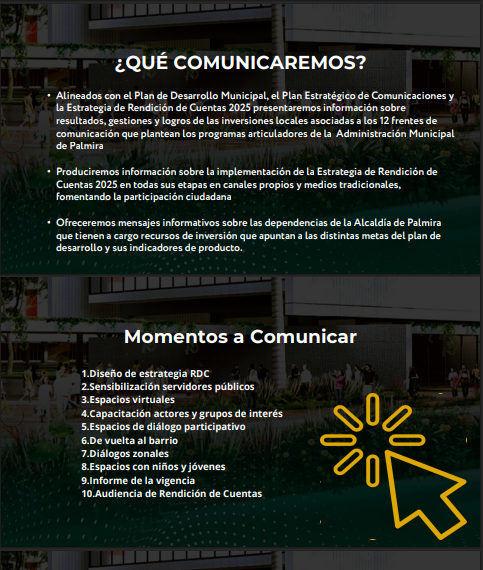 ¿QUÉ COMUNICAREMOS?
• Alineados con el Plan de Desarrollo Municipal, el Plan Estratégico de Comunicaciones y
la Estrategia de Rendición de Cuentas 2025 presentaremos información sobre
resultados, gestiones y logros de las inversiones locales asociadas a los 12 frentes de
comunicación que plantean los programas articuladores de la Administración Municipal
de Palmira
• Produciremos información sobre la implementación de la Estrategia de Rendición de
Cuentas 2025 en todas sus etapas en canales propios y medios tradicionales,
fomentando la participación ciudadana
• Ofreceremos mensajes informativos sobre las dependencias de la Alcaldía de Palmira
que tienen a cargo recursos de inversión que apuntan a las distintas metas del plan de
desarrollo y sus indicadores de producto.
Momentos a Comunicar
1.Diseño de estrategia RDC
2.Sensibilización servidores públicos
3.Espacios virtuales
4.Capacitación actores y grupos de interés
5.Espacios de diálogo participativo
6.De vuelta al barrio
7.Diálogos zonales
8.Espacios con niños y jóvenes
9.Informe de la vigencia
10.Audiencia de Rendición de Cuentas